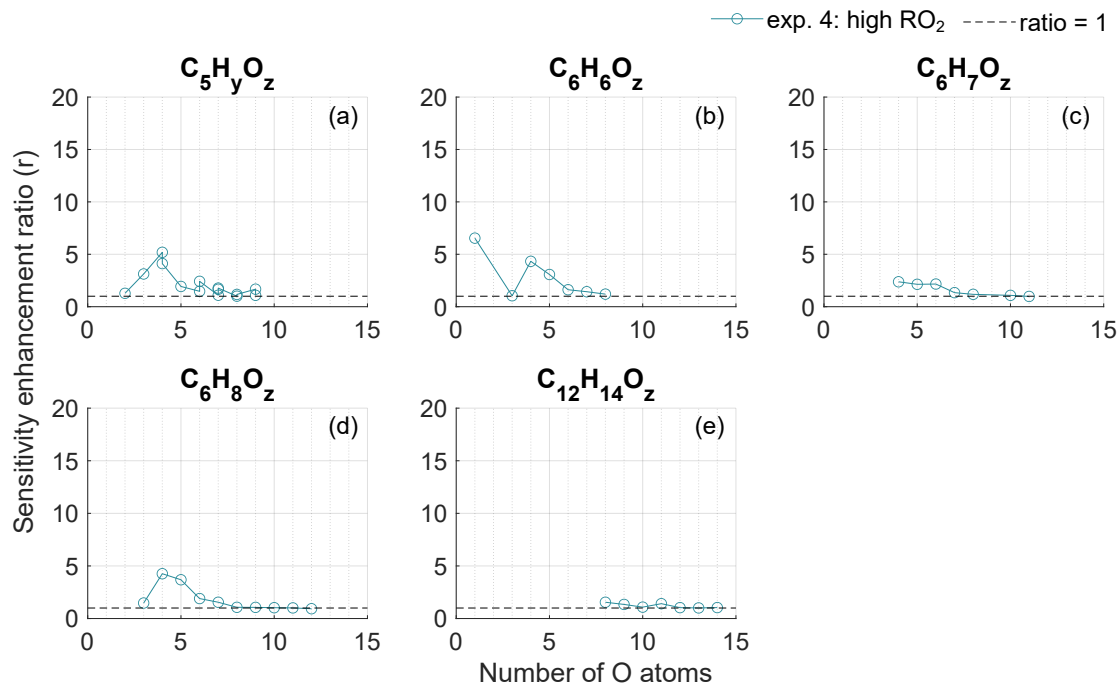 exp. 4: high RO₂ ratio = 1
C₅HyOz
C₆H₆Oz
C₆H₇Oz
(a)
(b)
(c)
20
15
10
5
0
0 5 10 15
20
15
10
5
0
0 5 10 15
20
15
10
5
0
0 5 10 15
C₆H₈Oz
C₁₂H₁₄Oz
(d)
(e)
20
15
10
5
0
0 5 10 15
20
15
10
5
0
0 5 10 15
Sensitivity enhancement ratio (r)
Number of O atoms